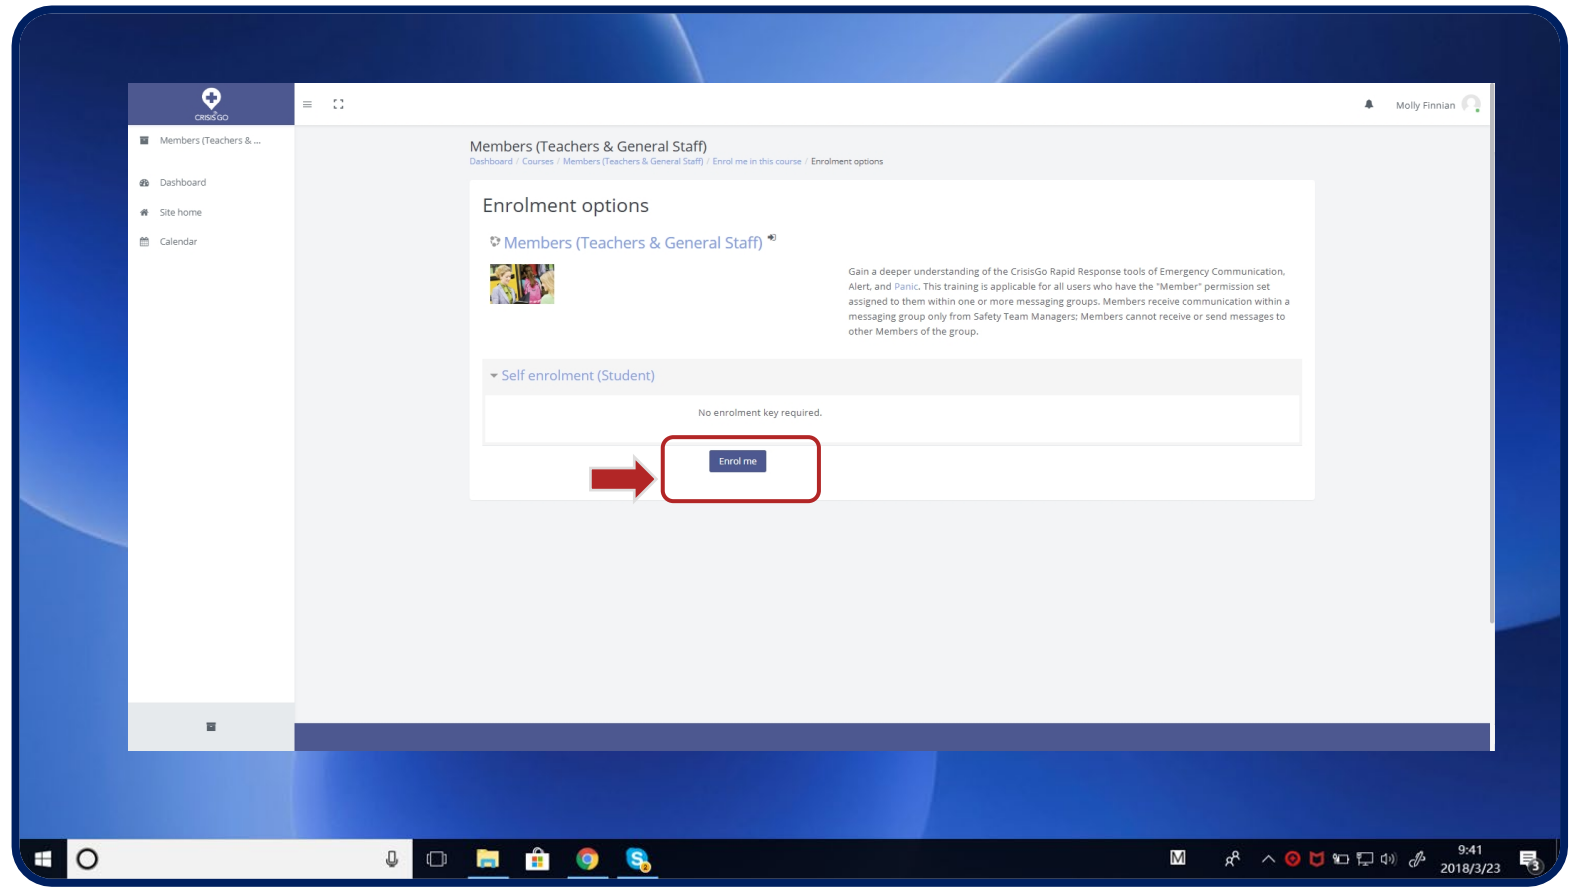 CRISISGO
Molly Finnian
Members (Teachers & ...
Dashboard
Site home
Calendar
Members (Teachers & General Staff)
Dashboard / Courses / Members (Teachers & General Staff) / Enrol me in this course / Enrolment options
Enrolment options
Members (Teachers & General Staff)
Gain a deeper understanding of the CrisisGo Rapid Response tools of Emergency Communication,
Alert, and Panic. This training is applicable for all users who have the "Member" permission set
assigned to them within one or more messaging groups. Members receive communication within a
messaging group only from Safety Team Managers; Members cannot receive or send messages to
other Members of the group.
Self enrolment (Student)
No enrolment key required.
Enrol me
M
9:41
2018/3/23
3